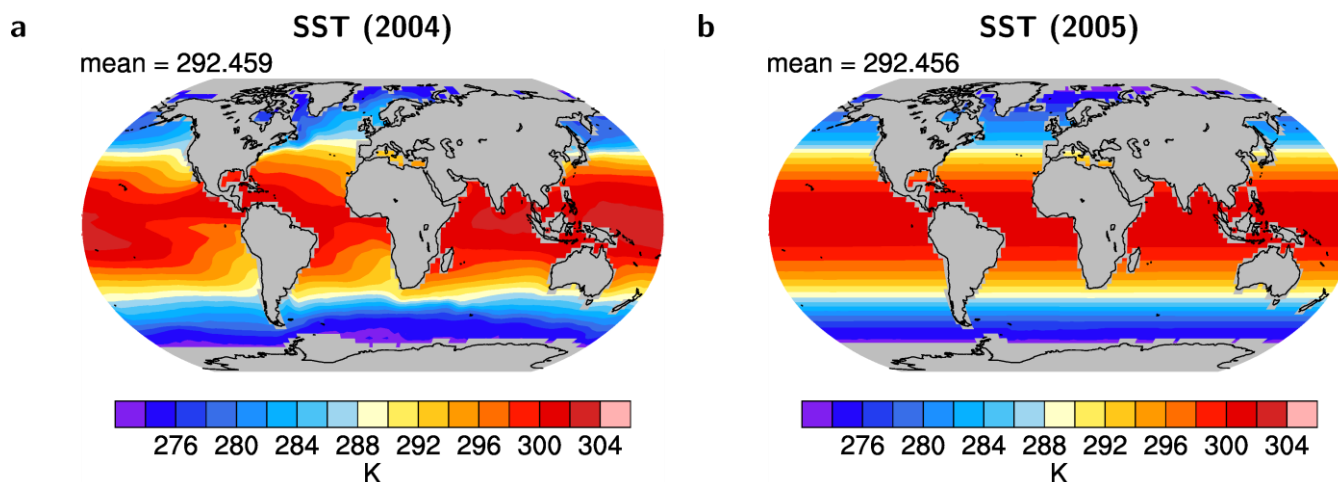 a
SST (2004)
mean = 292.459
276 280 284 288 292 296 300 304
K
b
SST (2005)
mean = 292.456
276 280 284 288 292 296 300 304
K